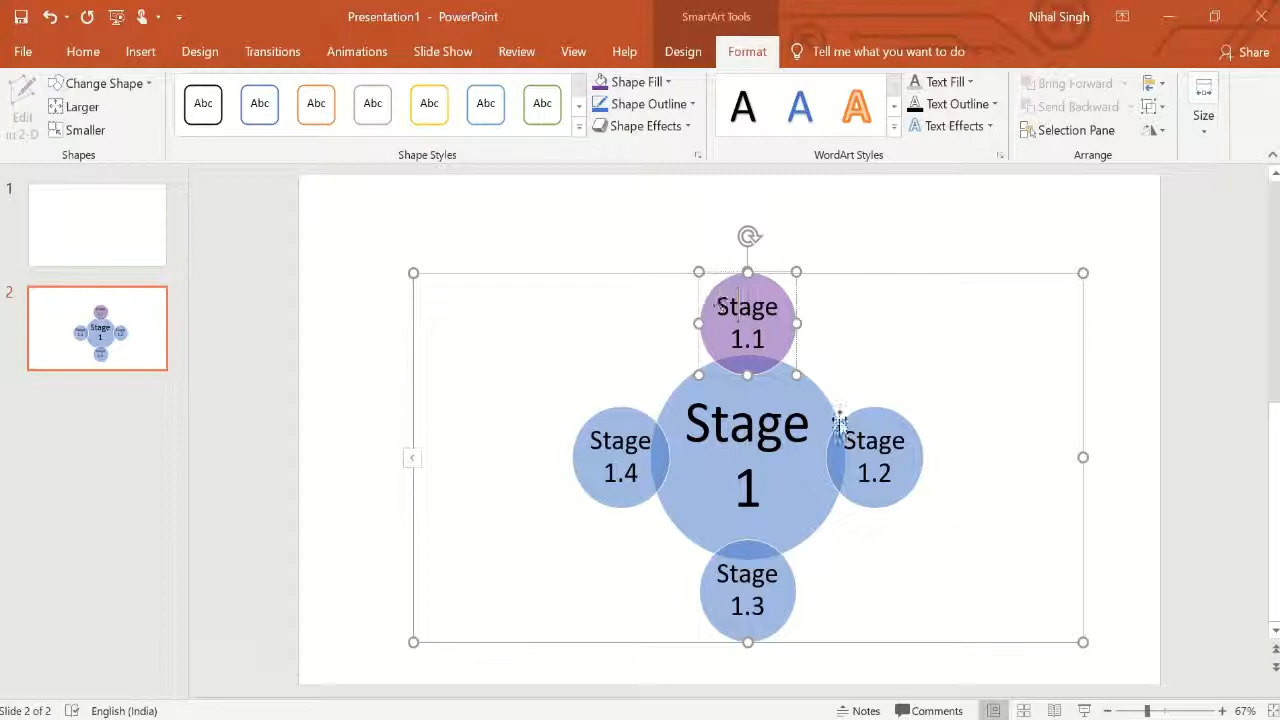 Presentation1 - PowerPoint
SmartArt Tools
Nihal Singh
File
Home
Insert
Design
Transitions
Animations
Slide Show
Review
View
Help
Design
Format
Tell me what you want to do
Share
Edit
in 2-D
Change Shape
Larger
Smaller
Shapes
Abc
Abc
Abc
Abc
Abc
Abc
Abc
Shape Fill
Shape Outline
Shape Effects
Shape Styles
A
A
A
Text Fill
Text Outline
Text Effects
WordArt Styles
Bring Forward
Send Backward
Selection Pane
Arrange
Size
1
2
Stage
1.1
Stage
1
Stage
1.4
Stage
1.2
Stage
1.3
Slide 2 of 2
English (India)
Notes
Comments
67%